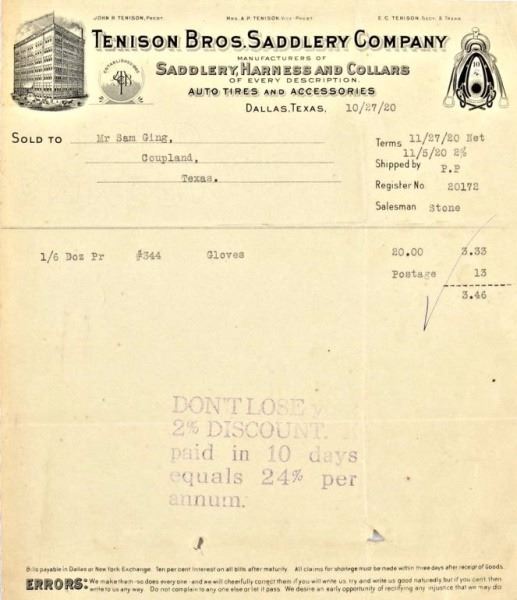 JOHN R TENISON, PREST. MRS. A.P. TENISON, VICE-PREST. E.C. TENISON, SECY. & TREAS.
TENISON BROS. SADDLERY COMPANY
MANUFACTURERS OF
SADDLERY, HARNESS AND COLLARS
OF EVERY DESCRIPTION.
AUTO TIRES AND ACCESSORIES
DALLAS, TEXAS, 10/27/20
SOLD TO Mr Sam Ging,
Coupland,
Texas.
Terms 11/27/20 Net
11/5/20 2%
Shipped by P.P
Register No 20172
Salesman Stone
1/6 Doz Pr #344 Gloves 20.00 3.33
Postage 13
3.46
DON'T LOSE
2% DISCOUNT.
paid in 10 days
equals 24% per
annum.
Bills payable in Dallas or New York Exchange. Ten per cent interest on all bills after maturity. All claims for shortage must be made within three days after receipt of Goods.
ERRORS: We make them - so does every one - and we will cheerfully correct them if you will write us, try and write us good naturedly but if you can't then
write to us any way. Do not complain to any one else or let it pass. We desire an early opportunity of rectifying any injustice that we may do